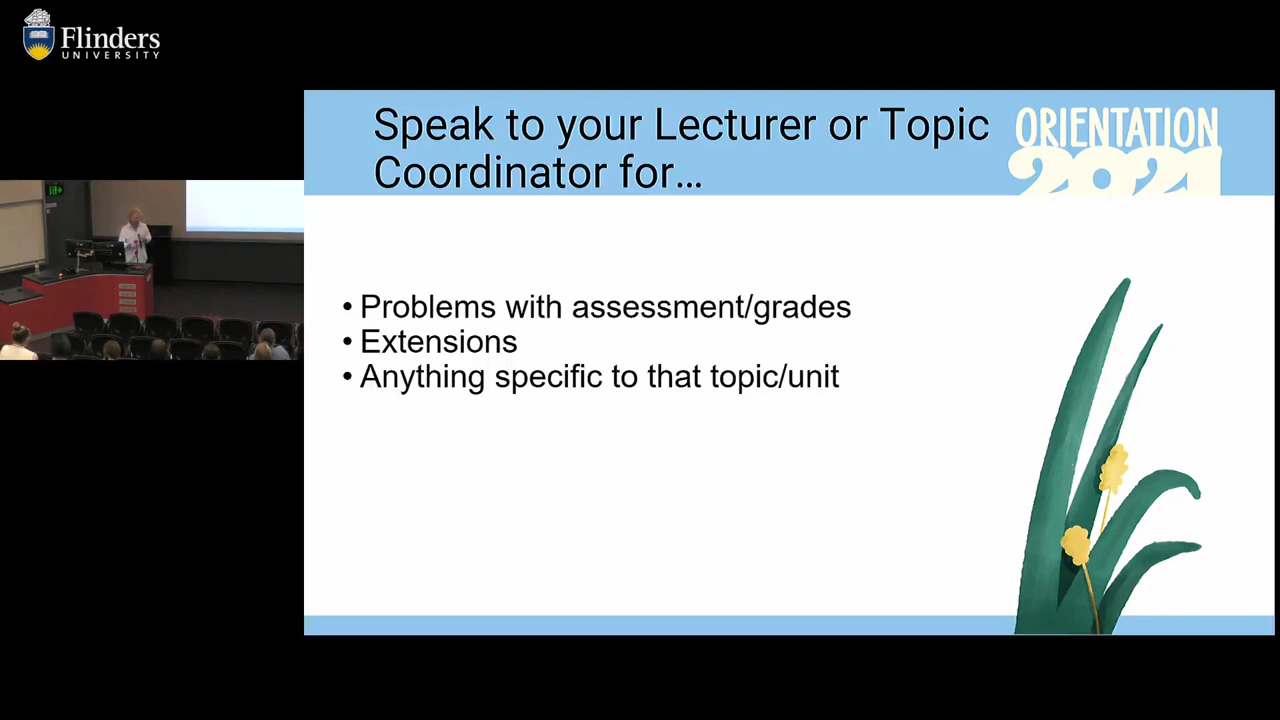 Flinders
UNIVERSITY
Speak to your Lecturer or Topic
Coordinator for...
ORIENTATION
2021
• Problems with assessment/grades
• Extensions
• Anything specific to that topic/unit